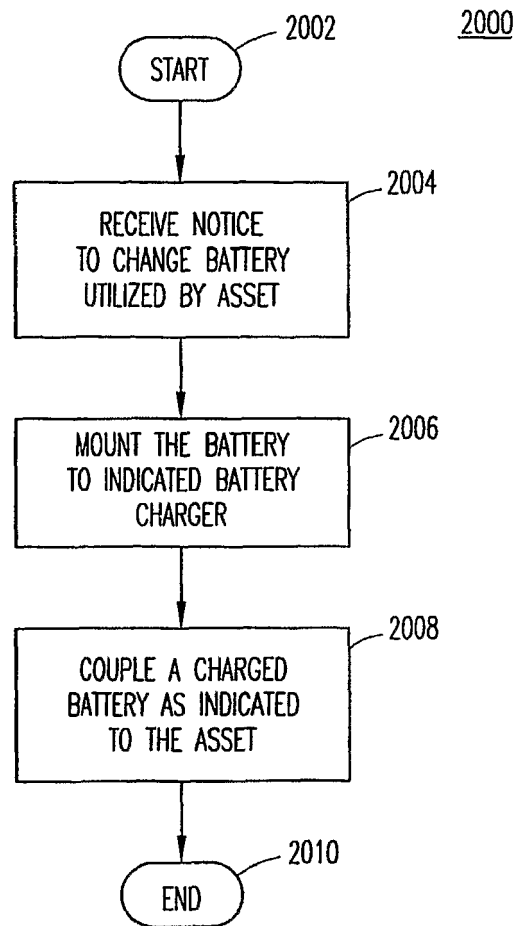 2000
2002
START
2004
RECEIVE NOTICE
TO CHANGE BATTERY
UTILIZED BY ASSET
2006
MOUNT THE BATTERY
TO INDICATED BATTERY
CHARGER
2008
COUPLE A CHARGED
BATTERY AS INDICATED
TO THE ASSET
2010
END